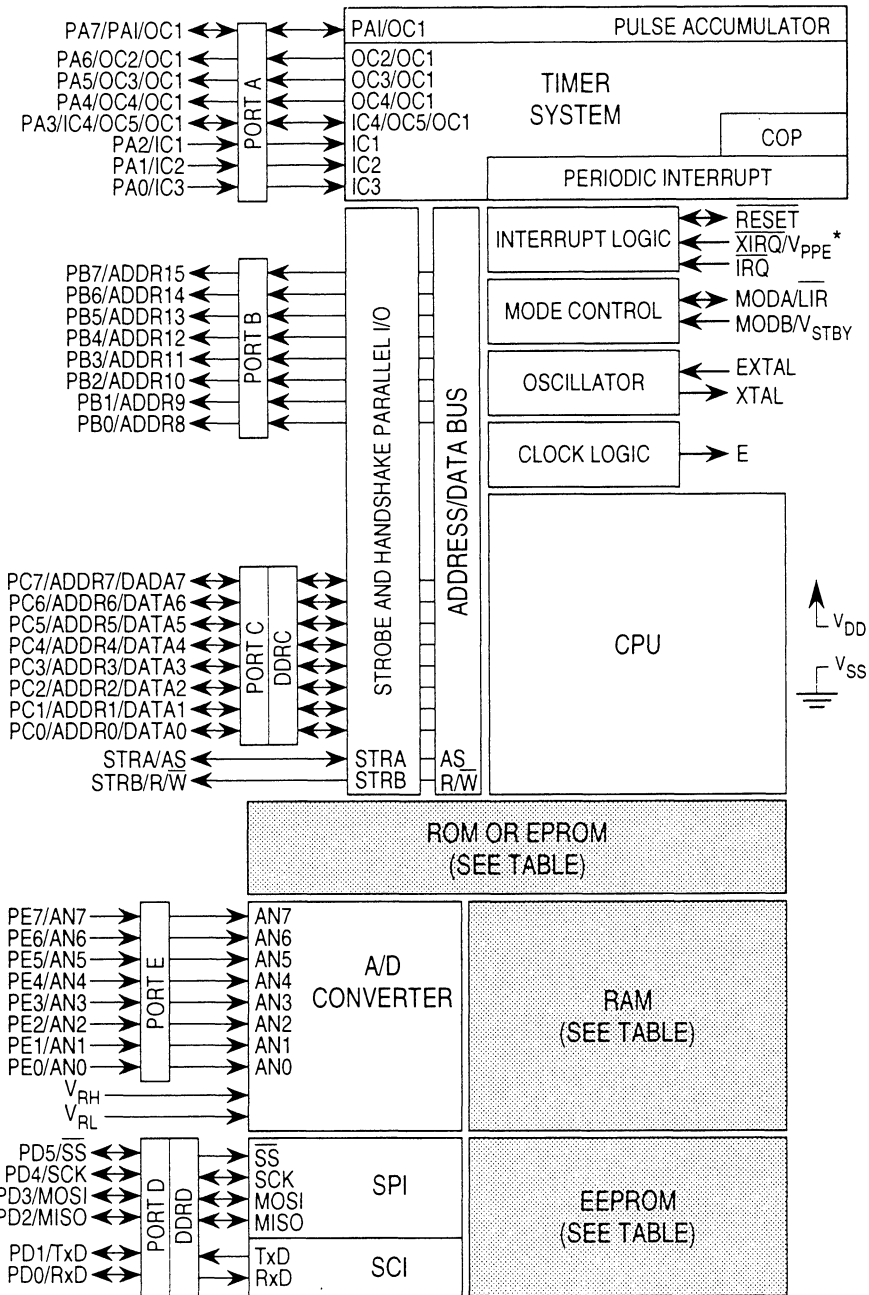 PA7/PAI/OC1
PA6/OC2/OC1
PA5/OC3/OC1
PA4/OC4/OC1
PA3/IC4/OC5/OC1
PA2/IC1
PA1/IC2
PA0/IC3
PORT A
PAI/OC1
OC2/OC1
OC3/OC1
OC4/OC1
IC4/OC5/OC1
IC1
IC2
IC3
PULSE ACCUMULATOR
TIMER
SYSTEM
COP
PERIODIC INTERRUPT
PB7/ADDR15
PB6/ADDR14
PB5/ADDR13
PB4/ADDR12
PB3/ADDR11
PB2/ADDR10
PB1/ADDR9
PB0/ADDR8
PORT B
STROBE AND HANDSHAKE PARALLEL I/O
ADDRESS/DATA BUS
INTERRUPT LOGIC
RESET
XIRQ/VPPE*
IRQ
MODE CONTROL
MODA/LIR
MODB/VSTBY
OSCILLATOR
EXTAL
XTAL
CLOCK LOGIC
E
PC7/ADDR7/DADA7
PC6/ADDR6/DATA6
PC5/ADDR5/DATA5
PC4/ADDR4/DATA4
PC3/ADDR3/DATA3
PC2/ADDR2/DATA2
PC1/ADDR1/DATA1
PC0/ADDR0/DATA0
PORT C
DDRC
STRA/AS
STRB/R/W
STRA
STRB
AS
R/W
CPU
VDD
VSS
ROM OR EPROM
(SEE TABLE)
PE7/AN7
PE6/AN6
PE5/AN5
PE4/AN4
PE3/AN3
PE2/AN2
PE1/AN1
PE0/AN0
VRH
VRL
PORT E
AN7
AN6
AN5
AN4
AN3
AN2
AN1
AN0
A/D
CONVERTER
RAM
(SEE TABLE)
PD5/SS
PD4/SCK
PD3/MOSI
PD2/MISO
PD1/TxD
PD0/RxD
PORT D
DDRD
SS
SCK
MOSI
MISO
SPI
TxD
RxD
SCI
EEPROM
(SEE TABLE)